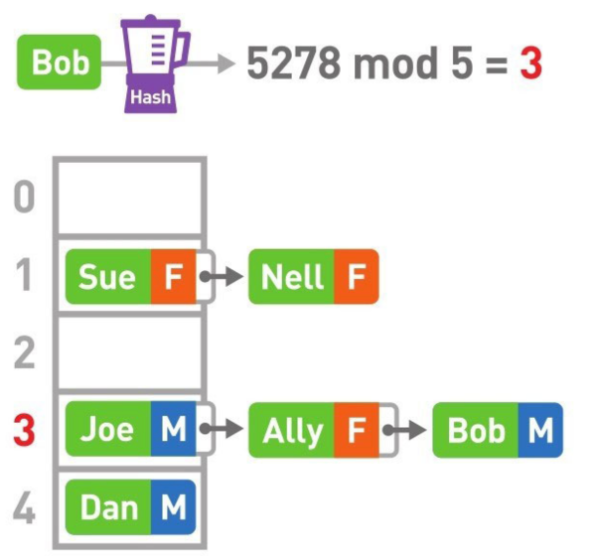 Bob Hash 5278 mod 5 = 3
0
1 Sue F Nell F
2
3 Joe M Ally F Bob M
4 Dan M